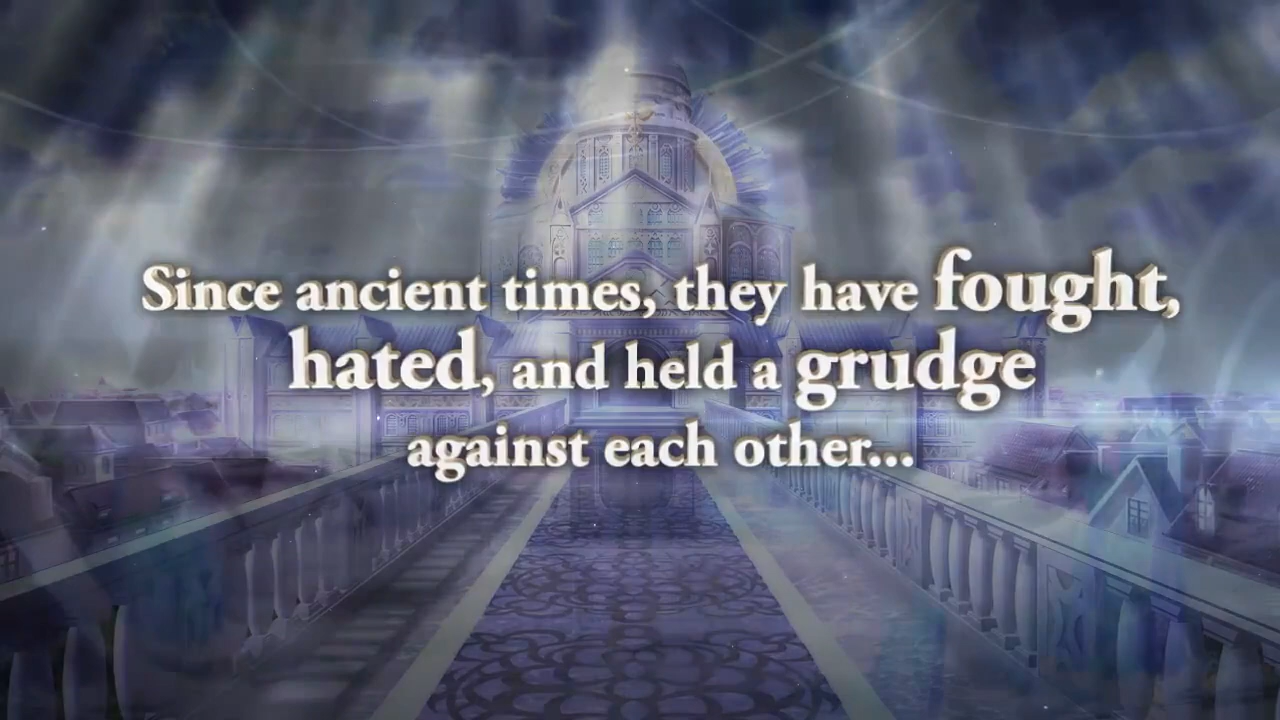 Since ancient times, they have fought,
hated, and held a grudge
against each other...